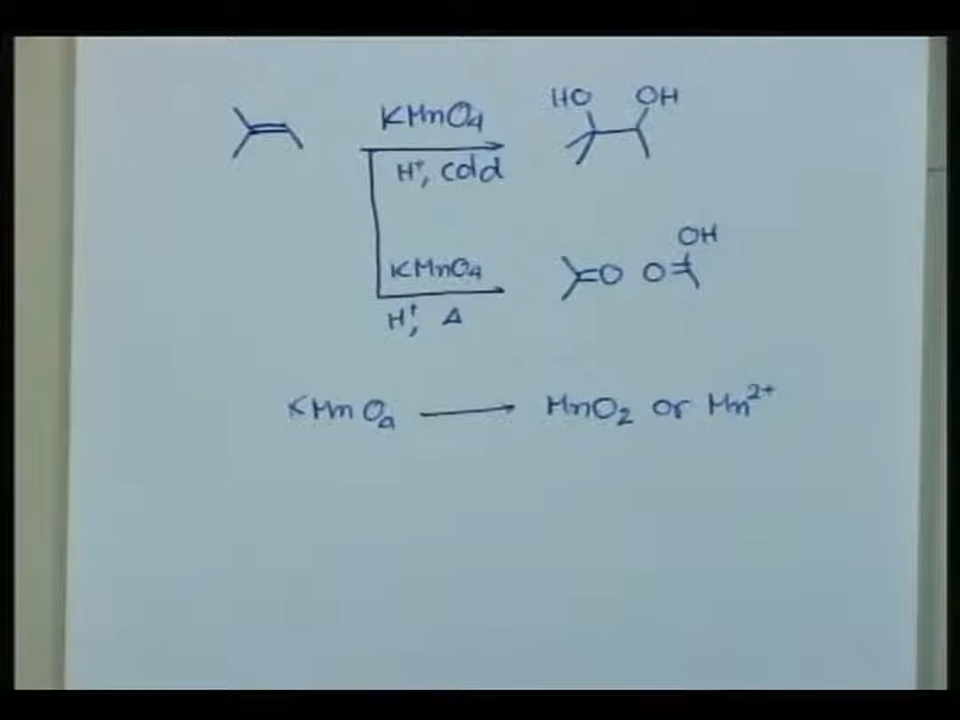 KMnO4
HO OH
H⁺, cold
OH
KMnO4
O O
H⁺, Δ
KMnO4 ⟶ MnO2 or Mn²⁺